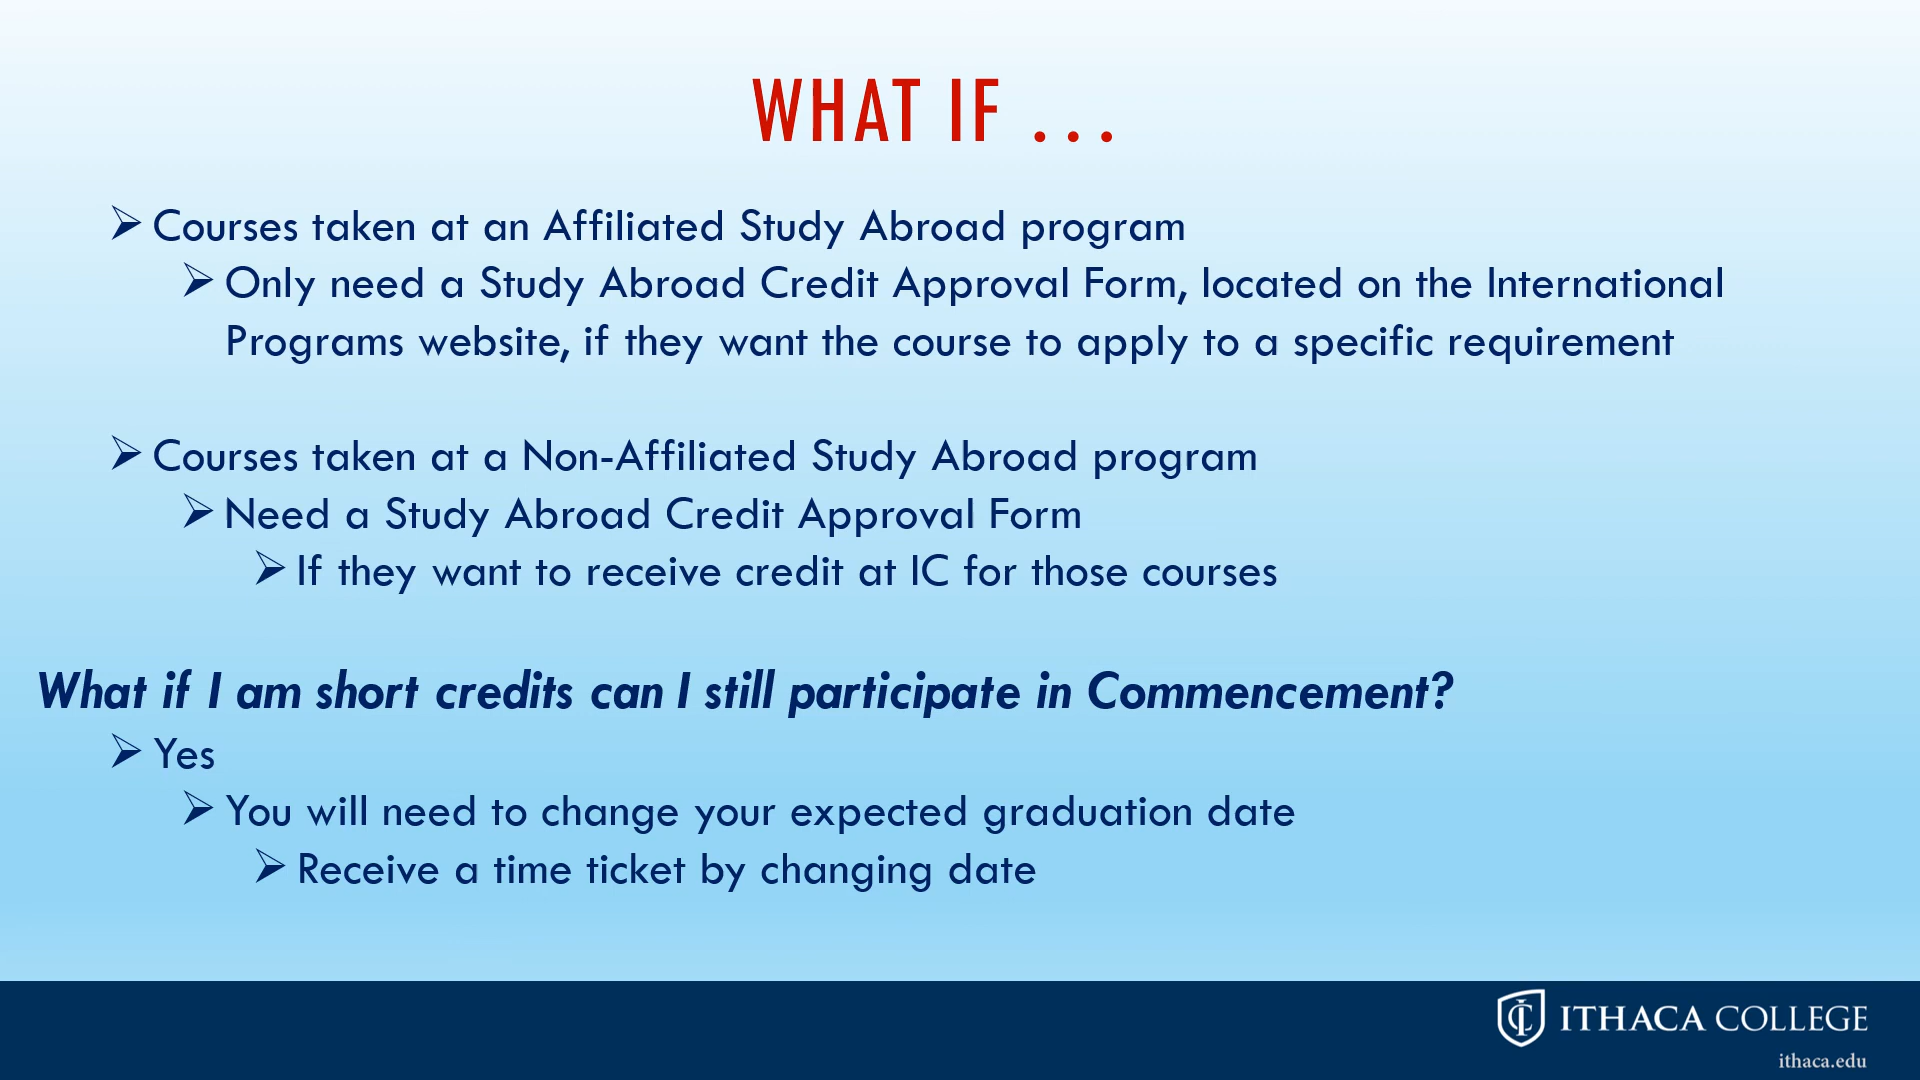 WHAT IF ...
➢ Courses taken at an Affiliated Study Abroad program
➢ Only need a Study Abroad Credit Approval Form, located on the International
Programs website, if they want the course to apply to a specific requirement
➢ Courses taken at a Non-Affiliated Study Abroad program
➢ Need a Study Abroad Credit Approval Form
➢ If they want to receive credit at IC for those courses
What if I am short credits can I still participate in Commencement?
➢ Yes
➢ You will need to change your expected graduation date
➢ Receive a time ticket by changing date
ITHACA COLLEGE
ithaca.edu